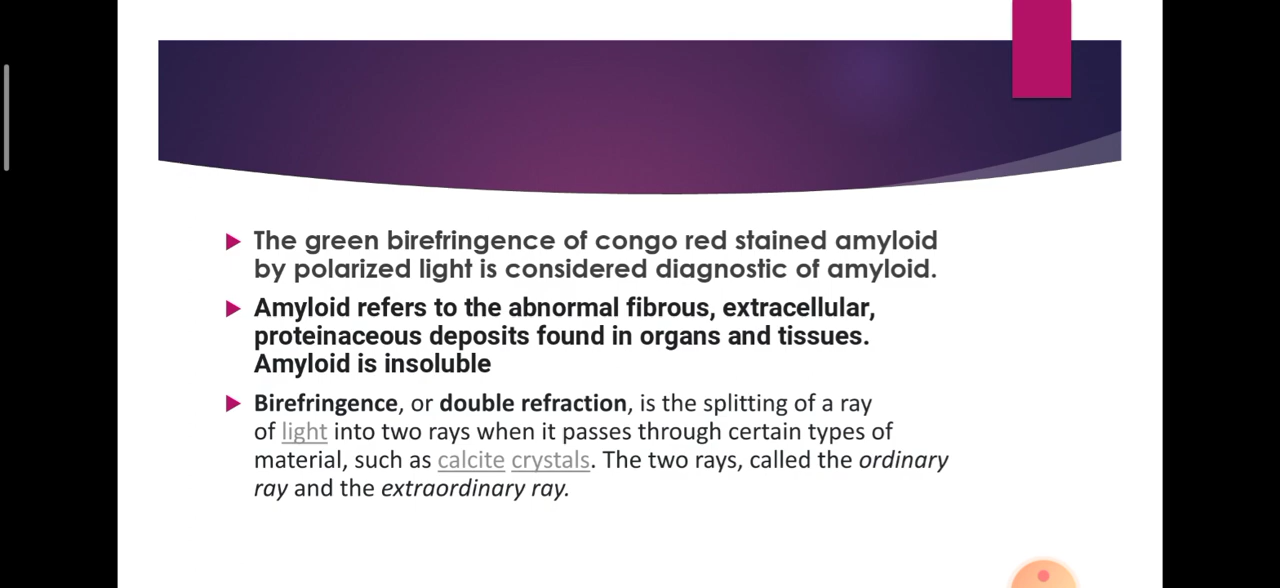 The green birefringence of congo red stained amyloid
by polarized light is considered diagnostic of amyloid.
Amyloid refers to the abnormal fibrous, extracellular,
proteinaceous deposits found in organs and tissues.
Amyloid is insoluble
Birefringence, or double refraction, is the splitting of a ray
of light into two rays when it passes through certain types of
material, such as calcite crystals. The two rays, called the ordinary
ray and the extraordinary ray.